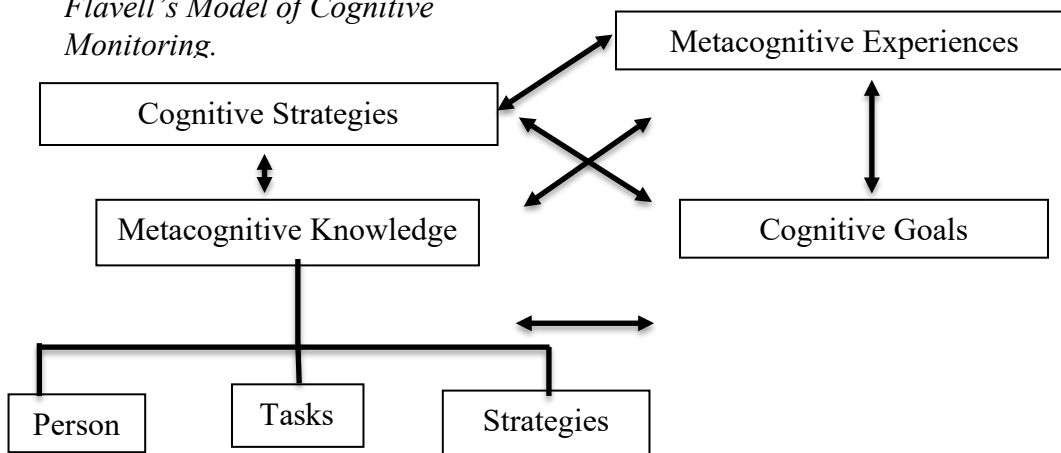 Flavell's Model of Cognitive
Monitoring.
Metacognitive Experiences
Cognitive Strategies
Metacognitive Knowledge
Cognitive Goals
Person
Tasks
Strategies